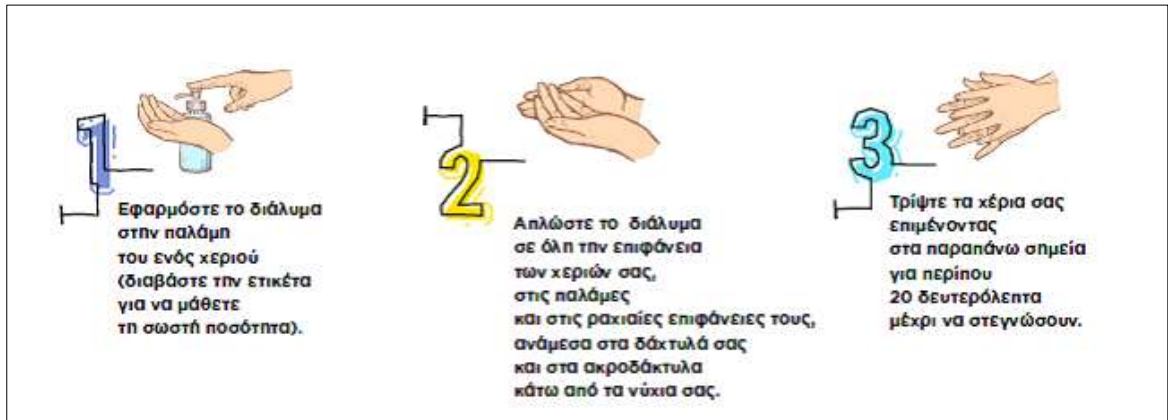 1
Εφαρμόστε το διάλυμα
στην παλάμη
του ενός χεριού
(διαβάστε την ετικέτα
για να μάθετε
τη σωστή ποσότητα).
2
Απλώστε το διάλυμα
σε όλη την επιφάνεια
των χεριών σας,
στις παλάμες
και στις ραχιαίες επιφάνειες τους,
ανάμεσα στα δάχτυλά σας
και στα ακροδάκτυλα
κάτω από τα νύχια σας.
3
Τρίψτε τα χέρια σας
επιμένοντας
στα παραπάνω σημεία
για περίπου
20 δευτερόλεπτα
μέχρι να στεγνώσουν.